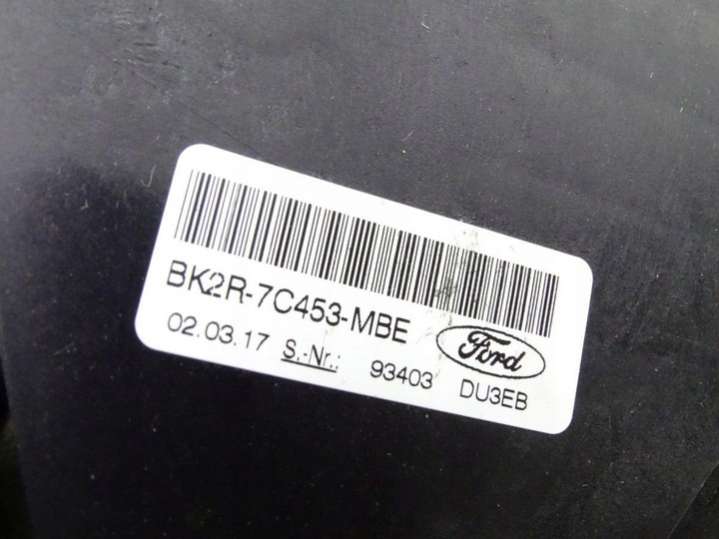 BK2R-7C453-MBE
Ford
02.03.17 S.-Nr.: 93403 DU3EB